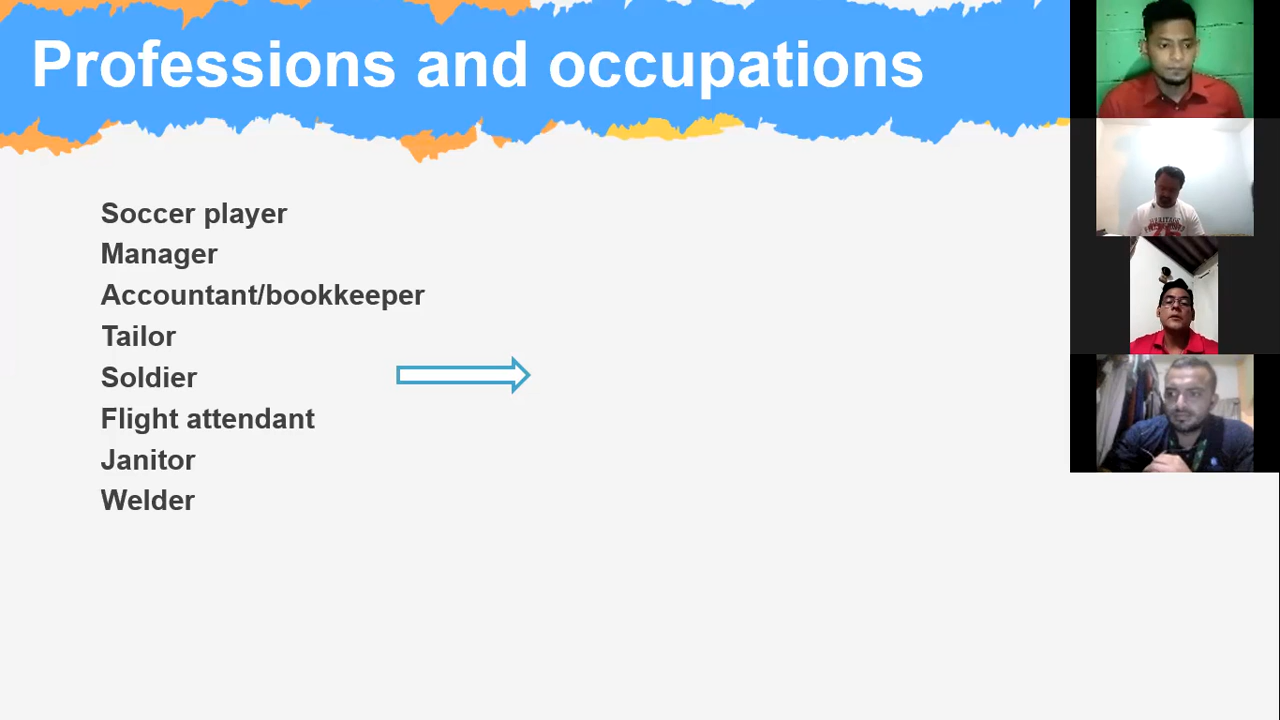 Professions and occupations
Soccer player
Manager
Accountant/bookkeeper
Tailor
Soldier
Flight attendant
Janitor
Welder